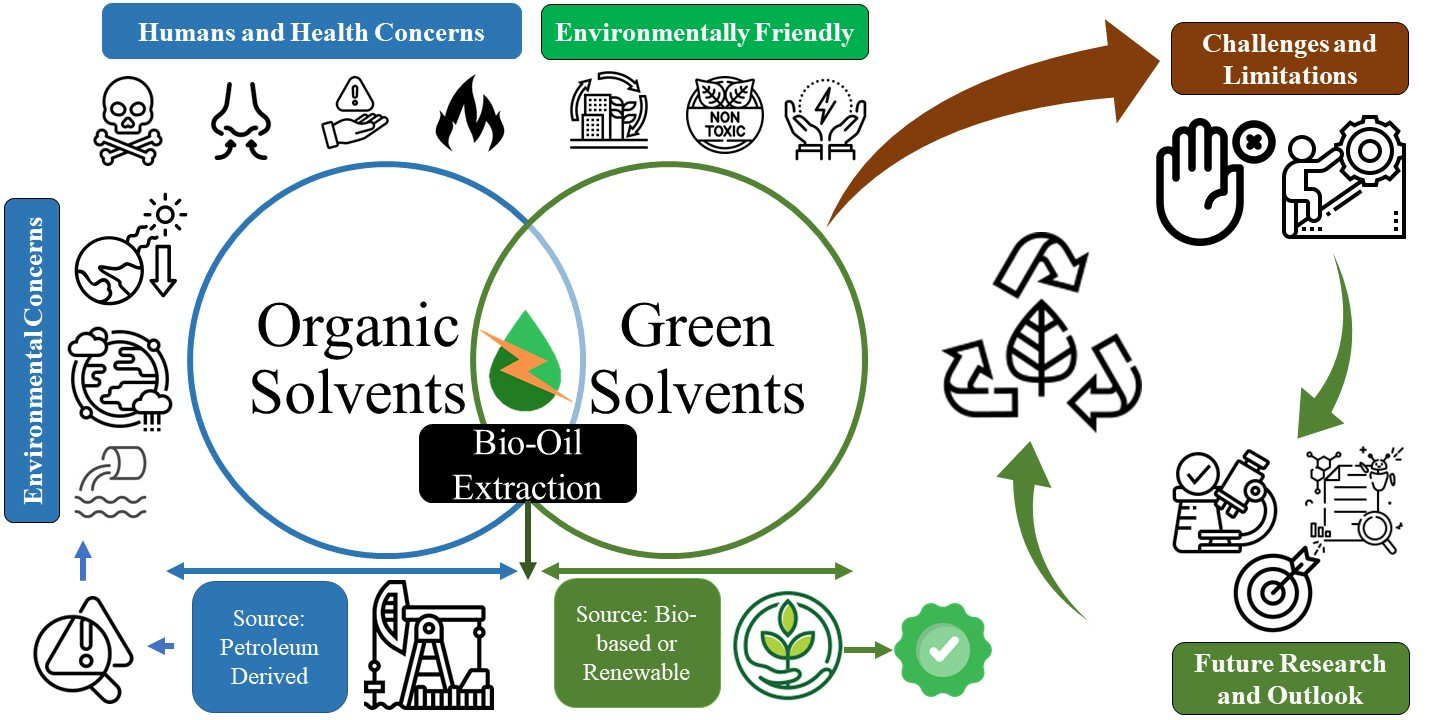 Humans and Health Concerns
Environmentally Friendly
Challenges and
Limitations
NON
TOXIC
Environmental Concerns
Organic
Solvents
Green
Solvents
Bio-Oil
Extraction
Source:
Petroleum
Derived
Source: Bio-
based or
Renewable
Future Research
and Outlook